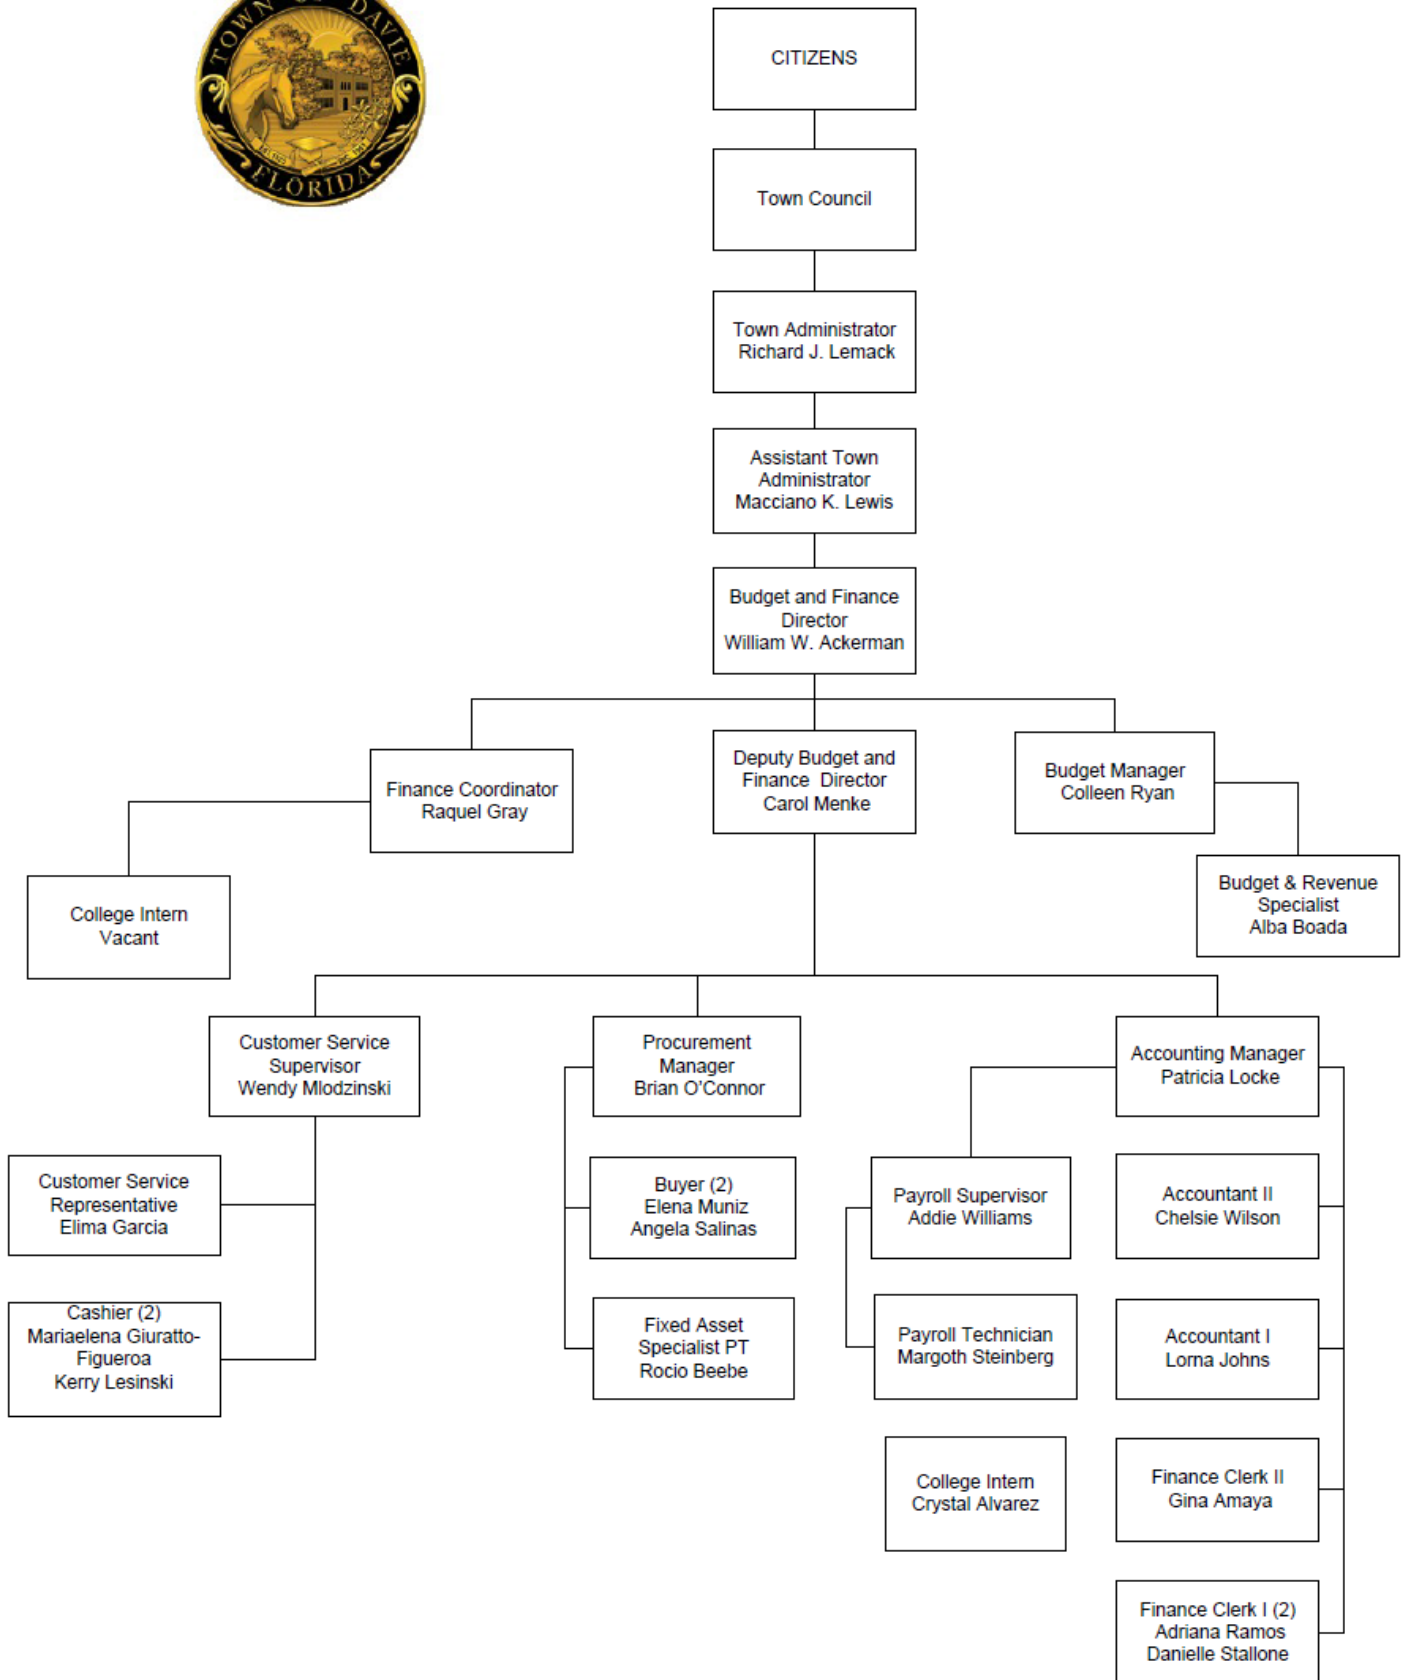 TOWN OF DAVIE
FLORIDA
CITIZENS
Town Council
Town Administrator
Richard J. Lemack
Assistant Town
Administrator
Macciano K. Lewis
Budget and Finance
Director
William W. Ackerman
Finance Coordinator
Raquel Gray
Deputy Budget and
Finance Director
Carol Menke
Budget Manager
Colleen Ryan
College Intern
Vacant
Budget & Revenue
Specialist
Alba Boada
Customer Service
Supervisor
Wendy Mlodzinski
Procurement
Manager
Brian O'Connor
Accounting Manager
Patricia Locke
Customer Service
Representative
Elima Garcia
Buyer (2)
Elena Muniz
Angela Salinas
Payroll Supervisor
Addie Williams
Accountant II
Chelsie Wilson
Cashier (2)
Mariaelena Giuratto-
Figueroa
Kerry Lesinski
Fixed Asset
Specialist PT
Rocio Beebe
Payroll Technician
Margoth Steinberg
Accountant I
Lorna Johns
College Intern
Crystal Alvarez
Finance Clerk II
Gina Amaya
Finance Clerk I (2)
Adriana Ramos
Danielle Stallone